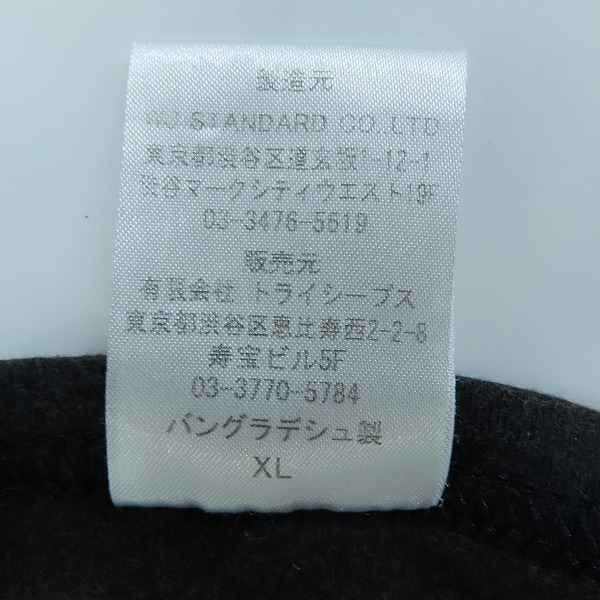 製造元
WJ STANDARD CO.,LTD
東京都渋谷区道玄坂1-12-1
渋谷マークシティウエスト19F
03-3476-5619
販売元
有限会社 トライシープス
東京都渋谷区恵比寿西2-2-8
寿宝ビル5F
03-3770-5784
バングラデシュ製
XL